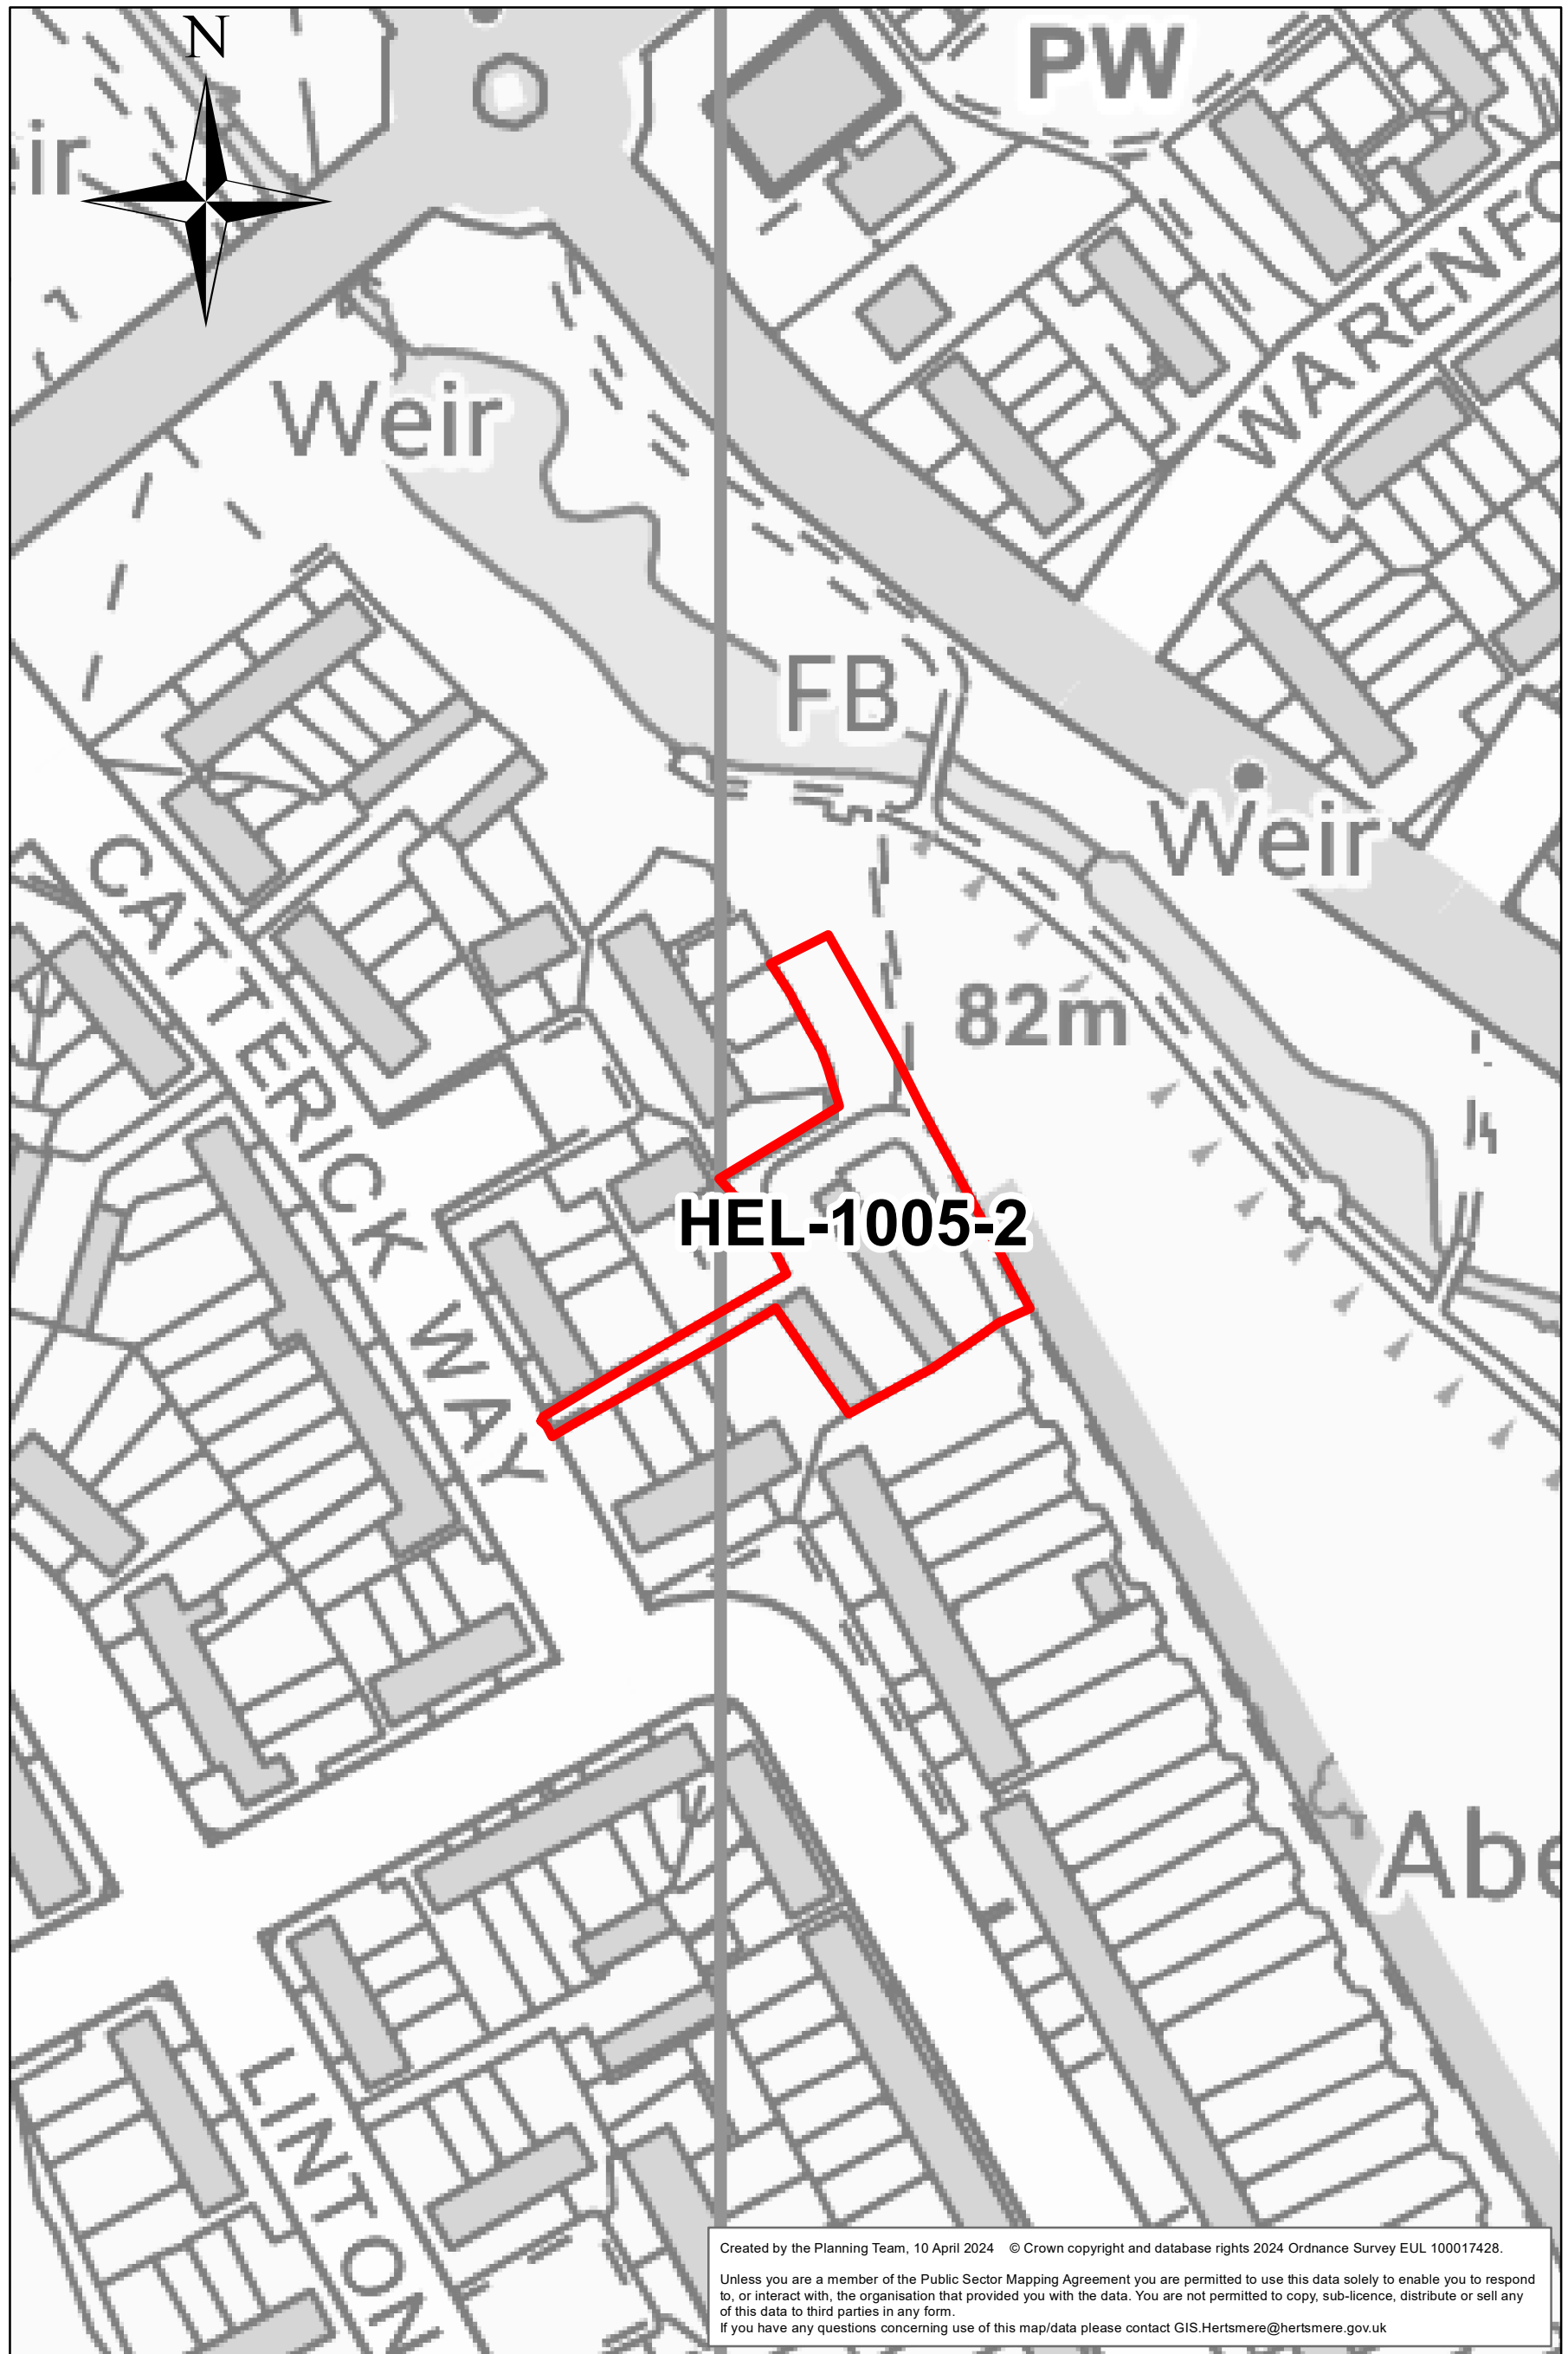 N
PW
Weir
FB
Weir
82m
CATTERICK WAY
HEL-1005-2
LINTON
Created by the Planning Team, 10 April 2024 © Crown copyright and database rights 2024 Ordnance Survey EUL 100017428.
Unless you are a member of the Public Sector Mapping Agreement you are permitted to use this data solely to enable you to respond
to, or interact with, the organisation that provided you with the data. You are not permitted to copy, sub-licence, distribute or sell any
of this data to third parties in any form.
If you have any questions concerning use of this map/data please contact GIS.Hertsmere@hertsmere.gov.uk